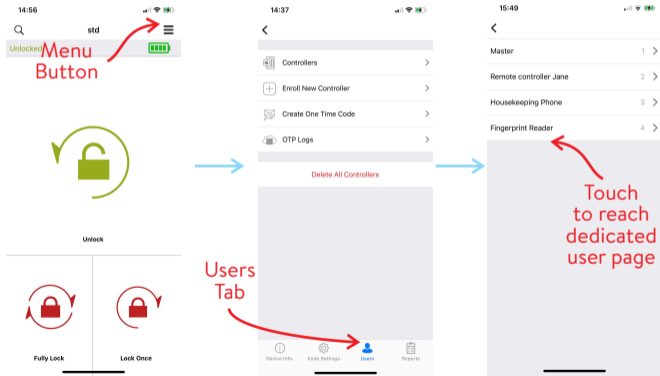 14:56
std
Unlocked
Menu
Button
Unlock
Fully Lock
Lock Once
14:37
Controllers
Enroll New Controller
Create One Time Code
OTP Logs
Delete All Controllers
Users
Tab
Device Info
Knob Settings
Users
Reports
15:49
Master 1
Remote controller Jane 2
Housekeeping Phone 3
Fingerprint Reader 4
Touch
to reach
dedicated
user page